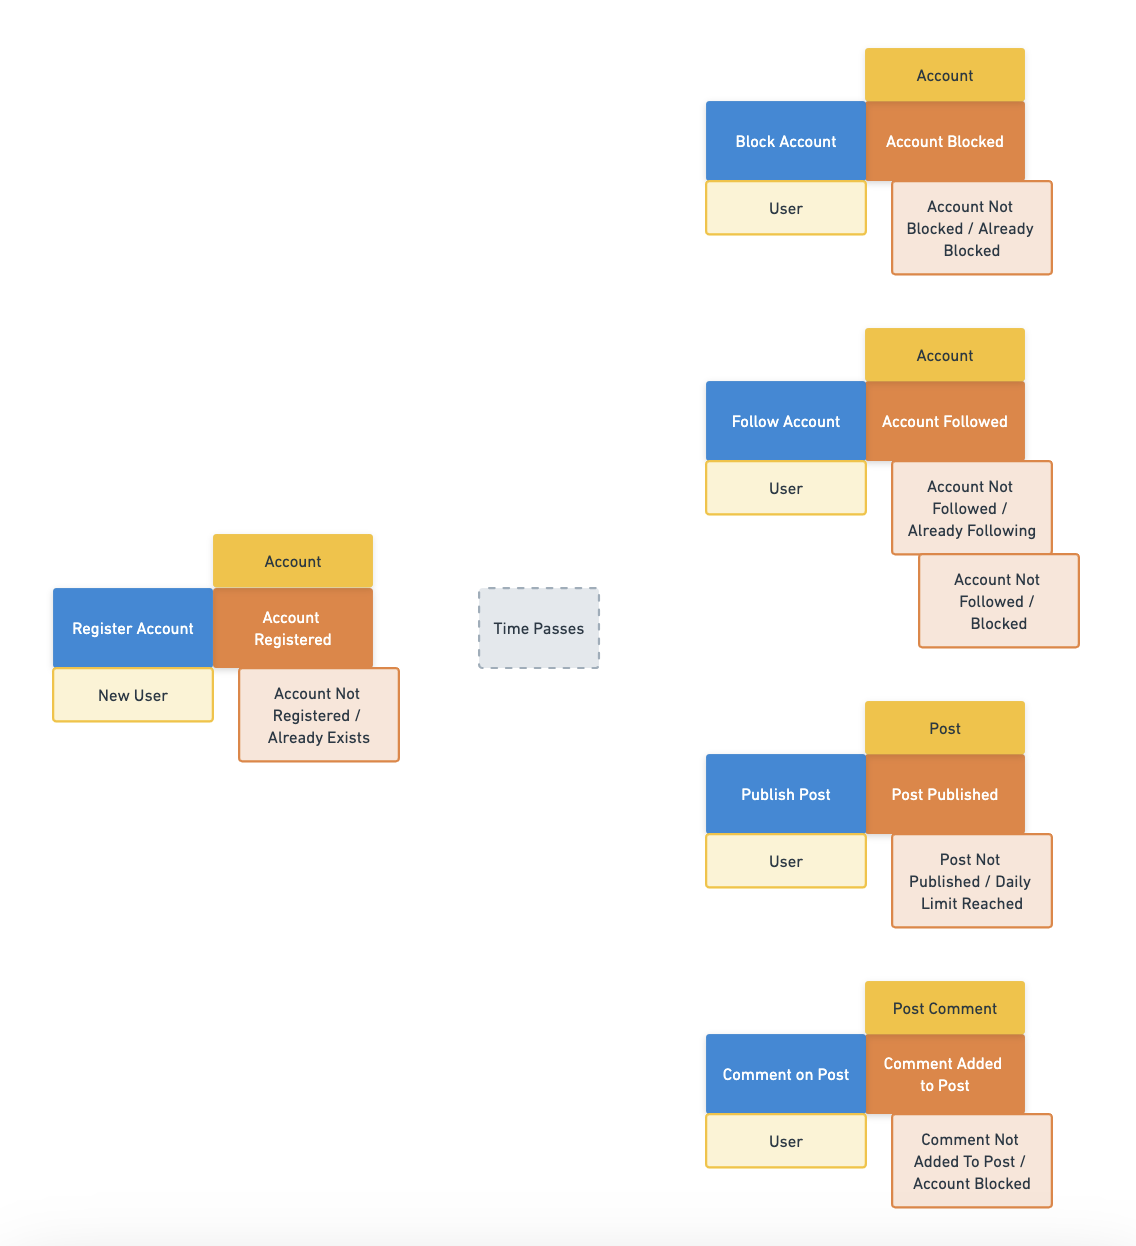 Account
Block Account
Account Blocked
User
Account Not
Blocked / Already
Blocked
Account
Follow Account
Account Followed
User
Account Not
Followed /
Already Following
Account Not
Followed /
Blocked
Account
Register Account
Account
Registered
New User
Account Not
Registered /
Already Exists
Time Passes
Post
Publish Post
Post Published
User
Post Not
Published / Daily
Limit Reached
Post Comment
Comment on Post
Comment Added
to Post
User
Comment Not
Added To Post /
Account Blocked